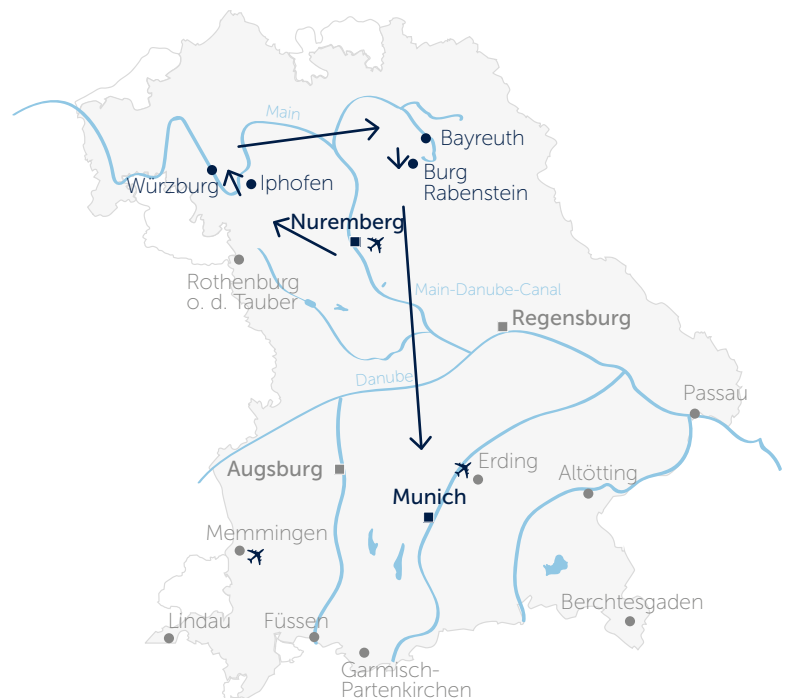 Main
Bayreuth
Burg
Rabenstein
Würzburg
Iphofen
Nuremberg
Rothenburg
o. d. Tauber
Main-Danube-Canal
Regensburg
Danube
Passau
Augsburg
Erding
Altötting
Munich
Memmingen
Berchtesgaden
Lindau
Füssen
Garmisch-
Partenkirchen